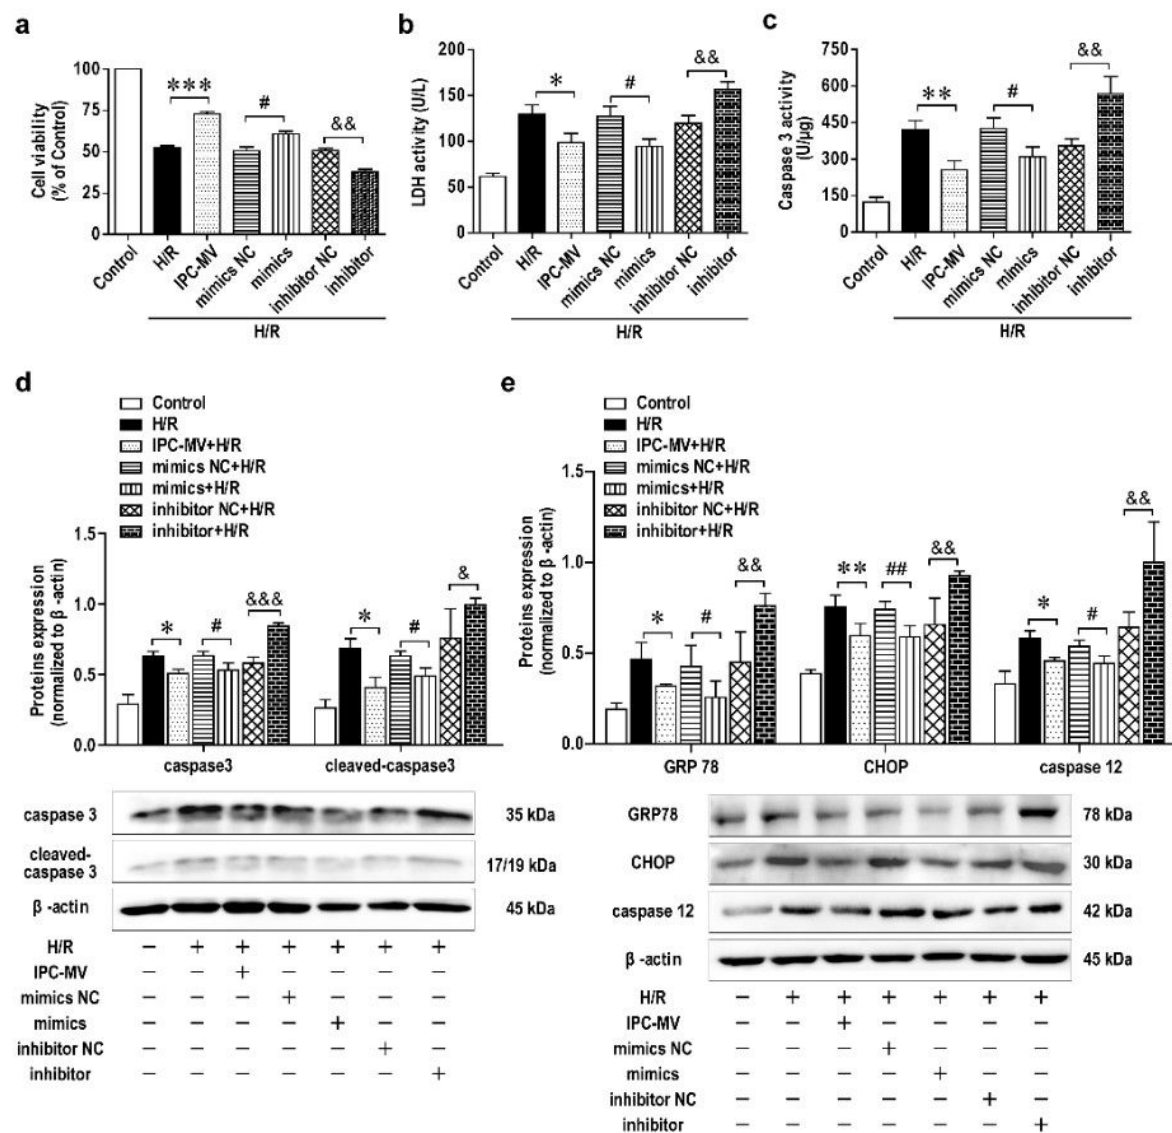 a
Cell viability
(% of Control)
100
75
50
25
0
***
#
&&
Control
H/R
IPC-MV
mimics NC
mimics
inhibitor NC
inhibitor
H/R
b
LDH activity (U/L)
200
150
100
50
0
*
#
&&
Control
H/R
IPC-MV
mimics NC
mimics
inhibitor NC
inhibitor
H/R
c
Caspase 3 activity
(U/μg)
750
600
450
300
150
0
**
#
&&
Control
H/R
IPC-MV
mimics NC
mimics
inhibitor NC
inhibitor
H/R
d
Control
H/R
IPC-MV+H/R
mimics NC+H/R
mimics+H/R
inhibitor NC+H/R
inhibitor+H/R
Proteins expression
(normalized to β -actin)
1.5
1.0
0.5
0.0
*
#
&&&
*
#
&
caspase3
cleaved-caspase3
caspase 3
35 kDa
cleaved-
caspase 3
17/19 kDa
β -actin
45 kDa
H/R − + + + + + +
IPC-MV − − + − − − −
mimics NC − − − + − − −
mimics − − − − + − −
inhibitor NC − − − − − + −
inhibitor − − − − − − +
e
Control
H/R
IPC-MV+H/R
mimics NC+H/R
mimics+H/R
inhibitor NC+H/R
inhibitor+H/R
Proteins expression
(normalized to β -actin)
1.5
1.0
0.5
0.0
*
#
&&
**
##
&&
*
#
&&
GRP 78
CHOP
caspase 12
GRP78
78 kDa
CHOP
30 kDa
caspase 12
42 kDa
β -actin
45 kDa
H/R − + + + + + +
IPC-MV − − + − − − −
mimics NC − − − + − − −
mimics − − − − + − −
inhibitor NC − − − − − + −
inhibitor − − − − − − +